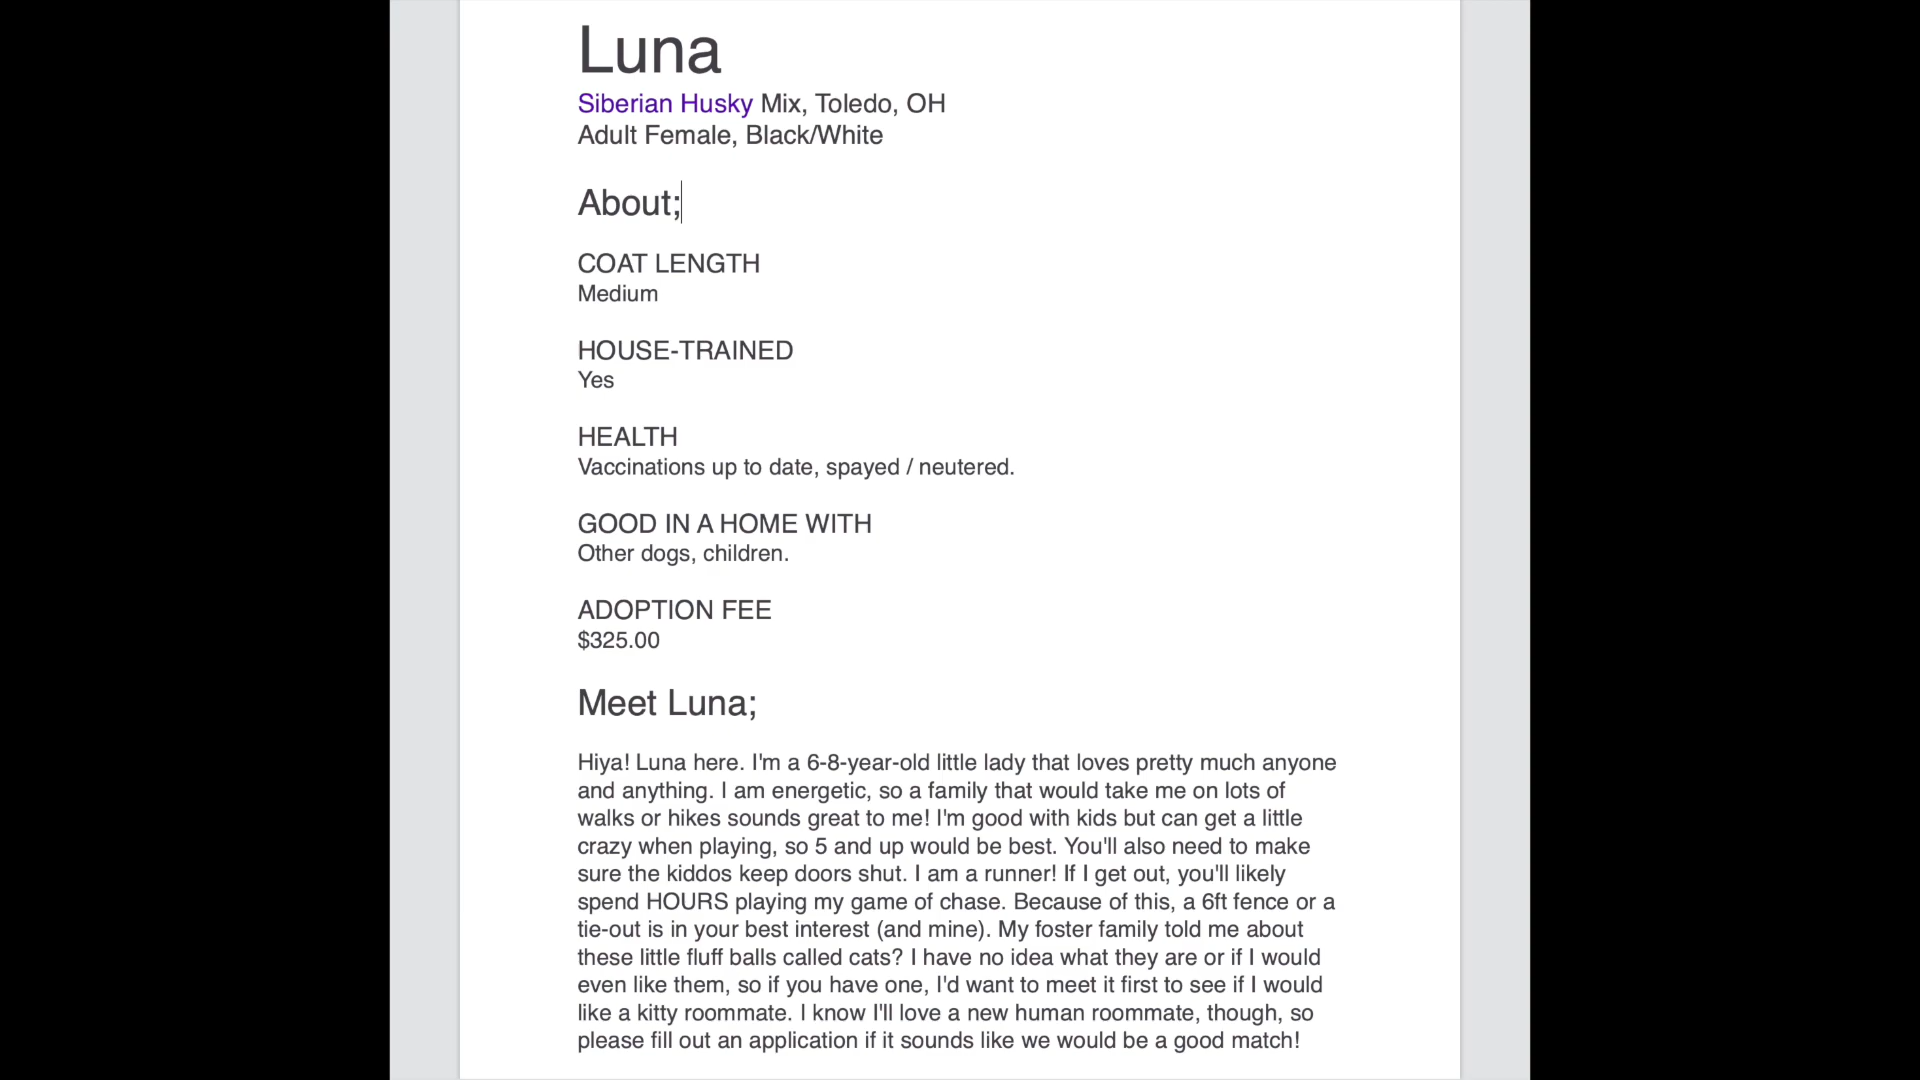 Luna
Siberian Husky Mix, Toledo, OH
Adult Female, Black/White
About;
COAT LENGTH
Medium
HOUSE-TRAINED
Yes
HEALTH
Vaccinations up to date, spayed / neutered.
GOOD IN A HOME WITH
Other dogs, children.
ADOPTION FEE
$325.00
Meet Luna;
Hiya! Luna here. I'm a 6-8-year-old little lady that loves pretty much anyone
and anything. I am energetic, so a family that would take me on lots of
walks or hikes sounds great to me! I'm good with kids but can get a little
crazy when playing, so 5 and up would be best. You'll also need to make
sure the kiddos keep doors shut. I am a runner! If I get out, you'll likely
spend HOURS playing my game of chase. Because of this, a 6ft fence or a
tie-out is in your best interest (and mine). My foster family told me about
these little fluff balls called cats? I have no idea what they are or if I would
even like them, so if you have one, I'd want to meet it first to see if I would
like a kitty roommate. I know I'll love a new human roommate, though, so
please fill out an application if it sounds like we would be a good match!